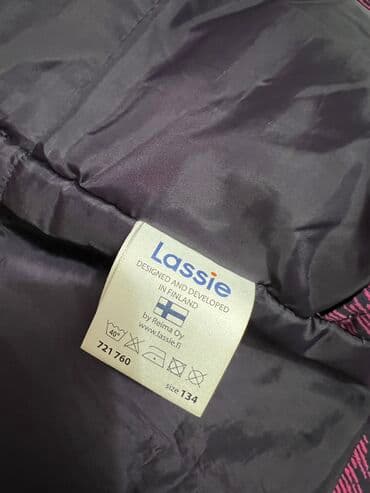 Lassie
DESIGNED AND DEVELOPED
IN FINLAND
by Reima Oy
www.lassie.fi
40°
721760
size 134